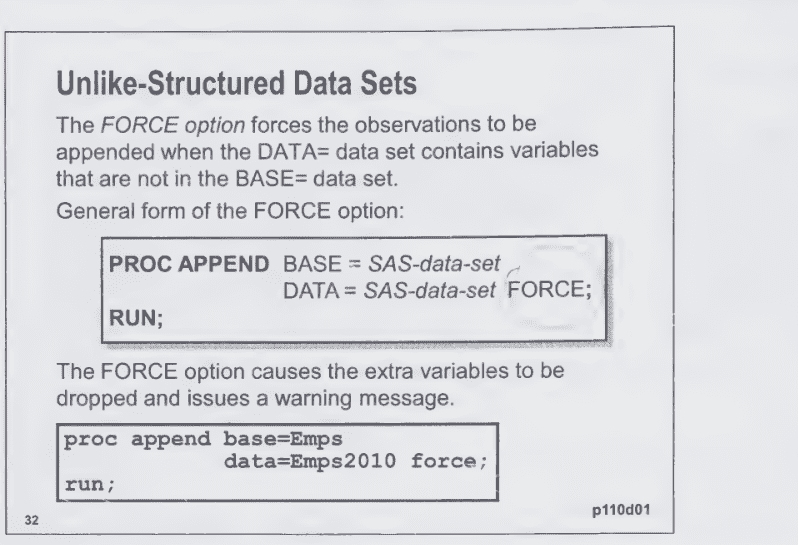 Unlike-Structured Data Sets
The FORCE option forces the observations to be
appended when the DATA= data set contains variables
that are not in the BASE= data set.
General form of the FORCE option:
PROC APPEND BASE = SAS-data-set
DATA = SAS-data-set FORCE;
RUN;
The FORCE option causes the extra variables to be
dropped and issues a warning message.
proc append base=Emps
data=Emps2010 force;
run;
32
p110d01